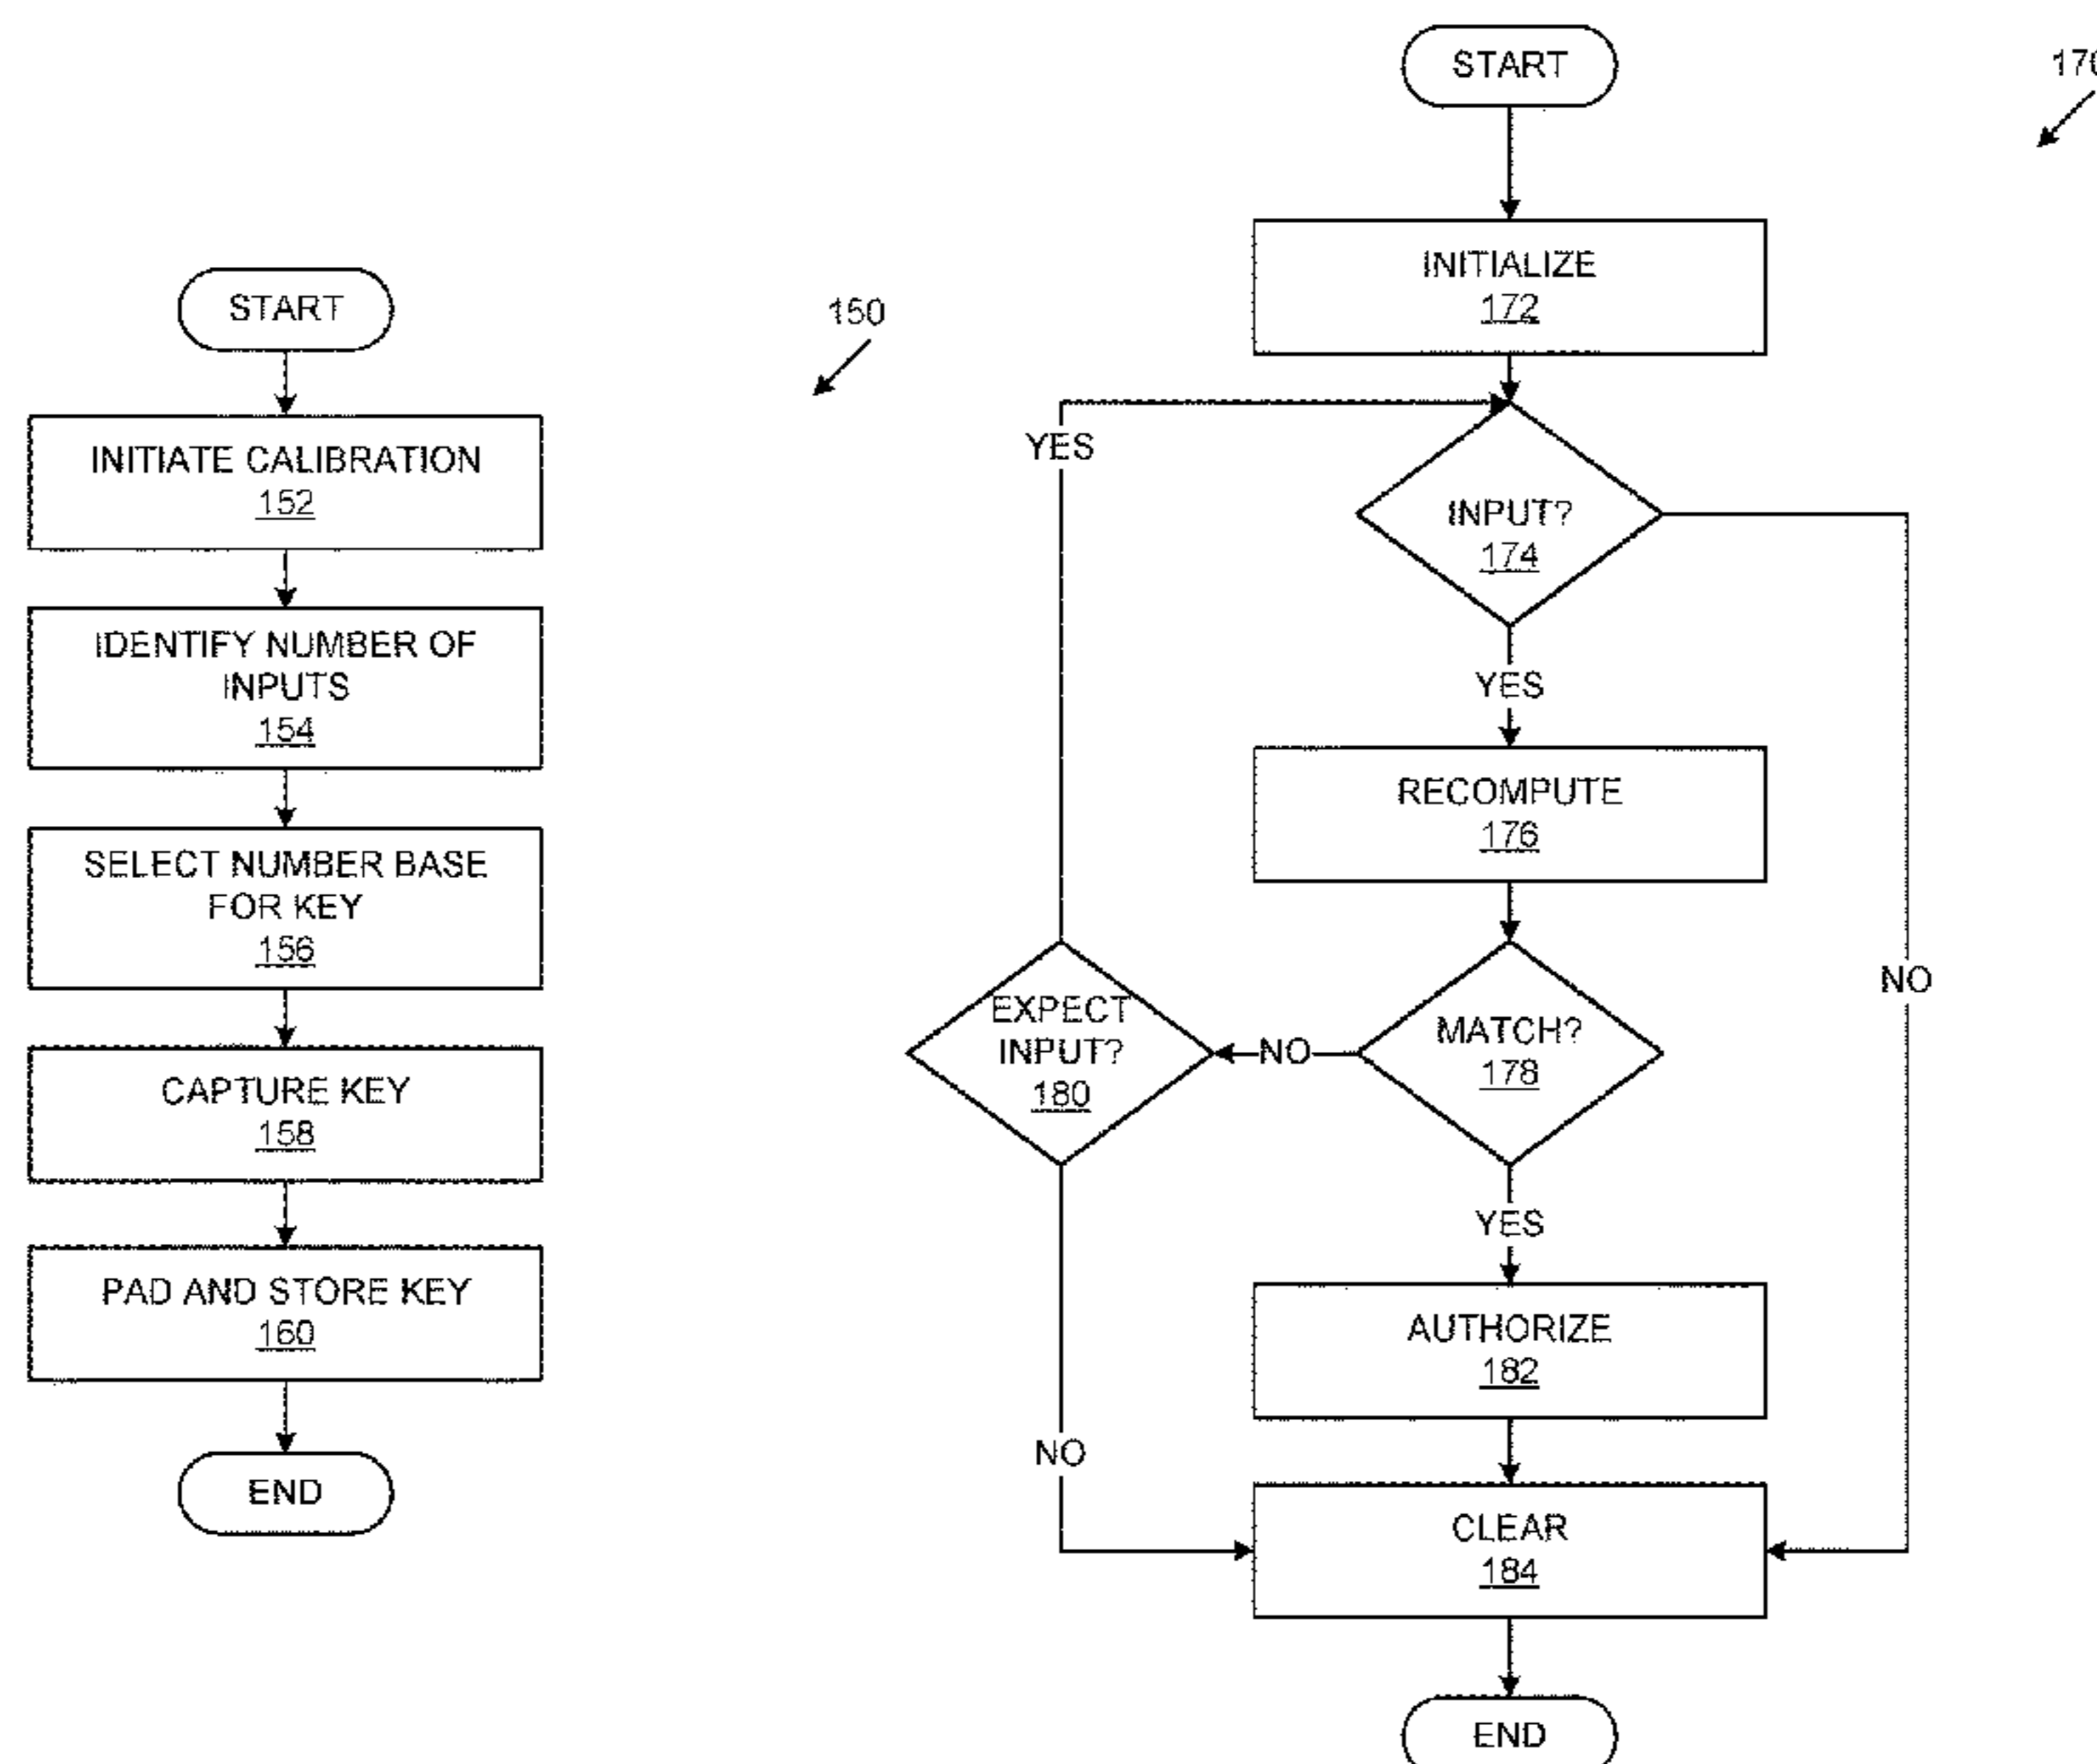 START
150
INITIATE CALIBRATION
152
IDENTIFY NUMBER OF
INPUTS
154
SELECT NUMBER BASE
FOR KEY
156
CAPTURE KEY
158
PAD AND STORE KEY
160
END
START
170
INITIALIZE
172
YES
INPUT?
174
YES
RECOMPUTE
176
NO
EXPECT
INPUT?
180
NO
MATCH?
178
YES
AUTHORIZE
182
NO
CLEAR
184
END